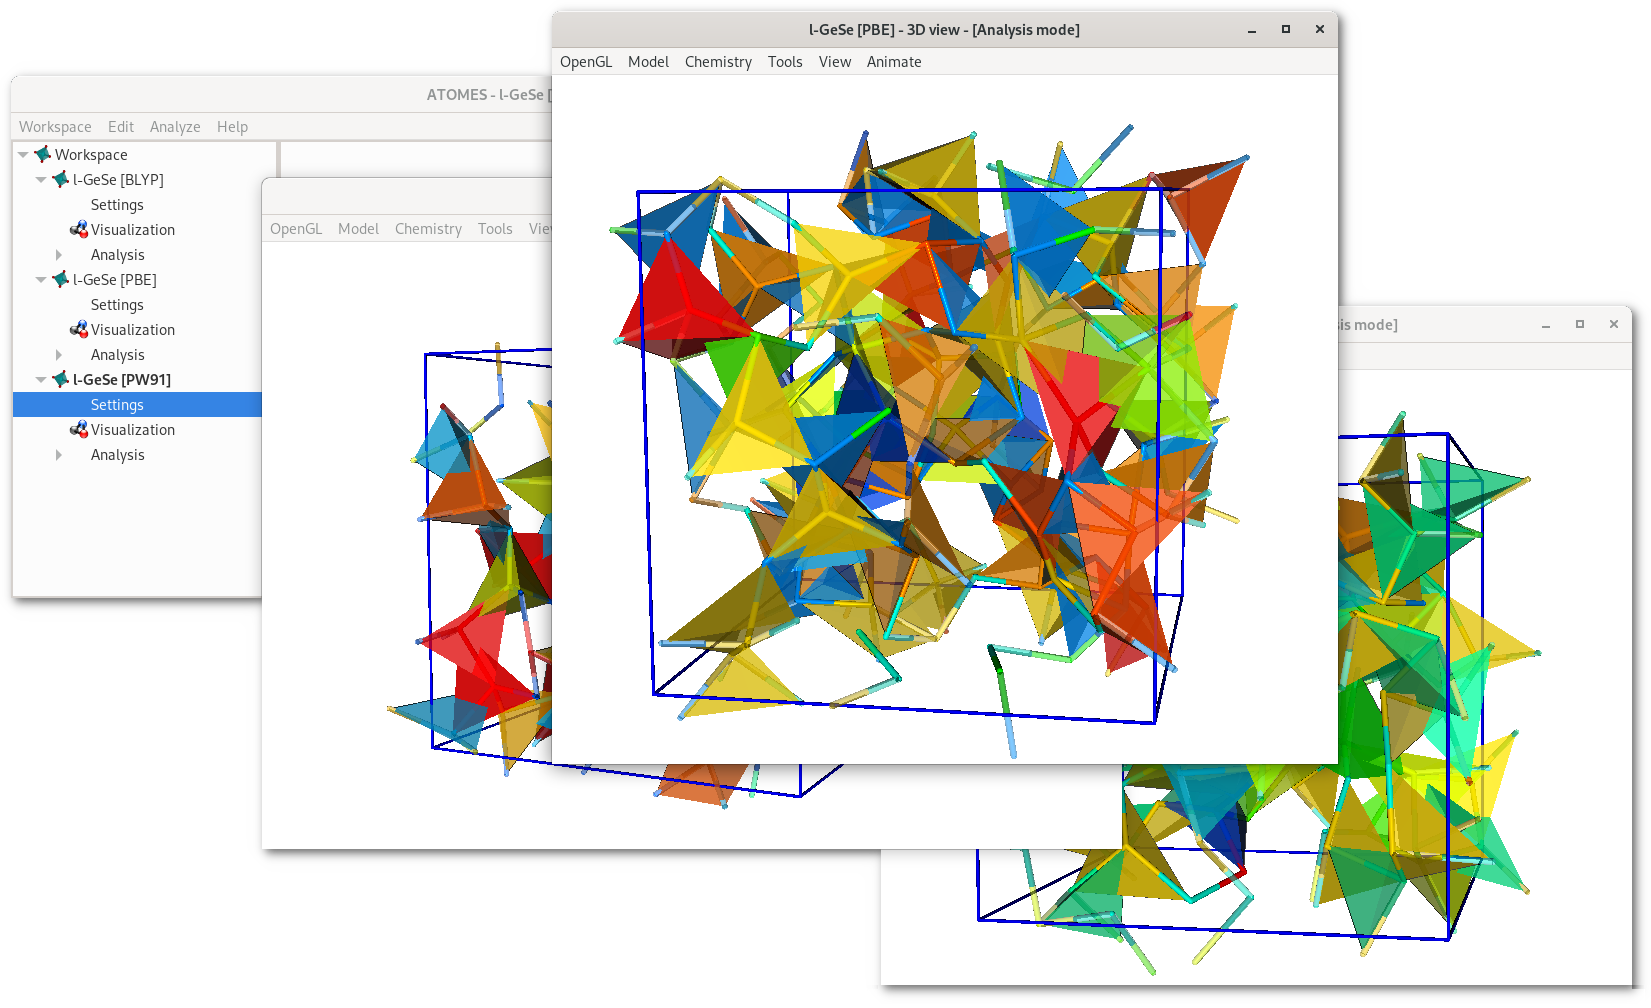 l-GeSe [PBE] - 3D view - [Analysis mode]
OpenGL Model Chemistry Tools View Animate
ATOMES - l-GeSe [
Workspace Edit Analyze Help
Workspace
l-GeSe [BLYP]
Settings
Visualization
Analysis
l-GeSe [PBE]
Settings
Visualization
Analysis
l-GeSe [PW91]
Settings
Visualization
Analysis
OpenGL Model Chemistry Tools
mode]